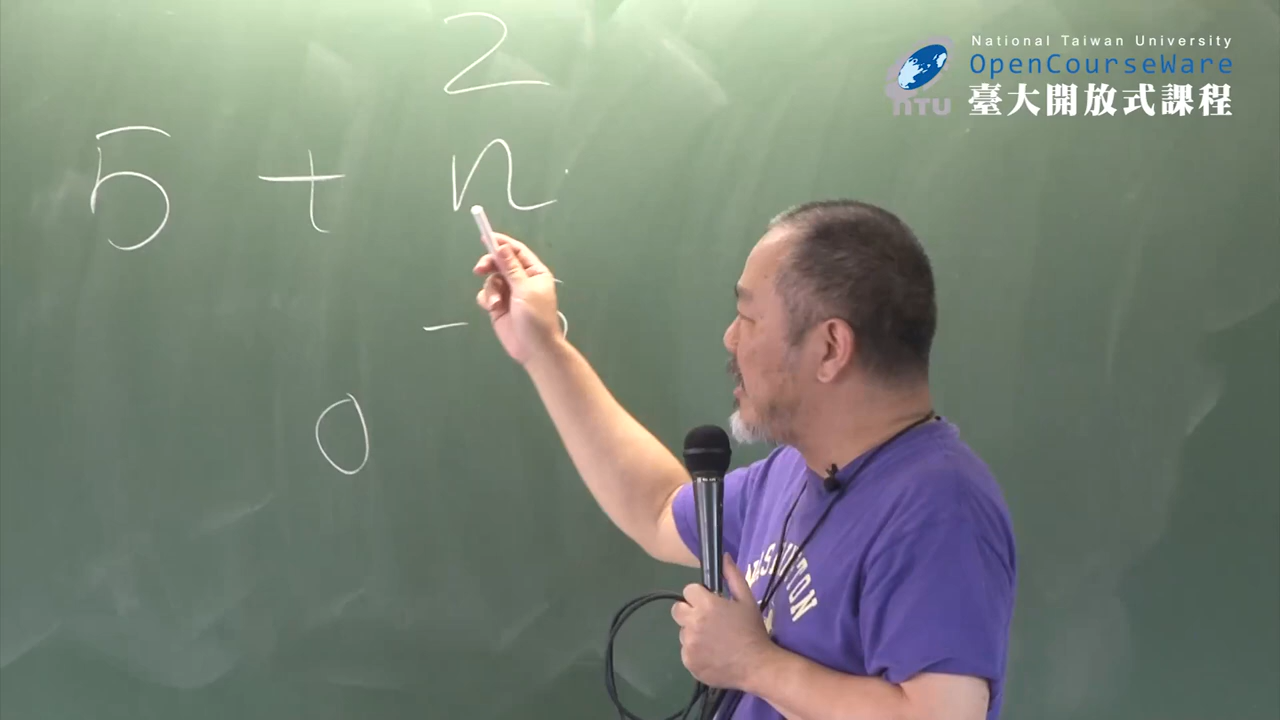 National Taiwan University
OpenCourseWare
臺大開放式課程
NTU
2
5 + n
-
0